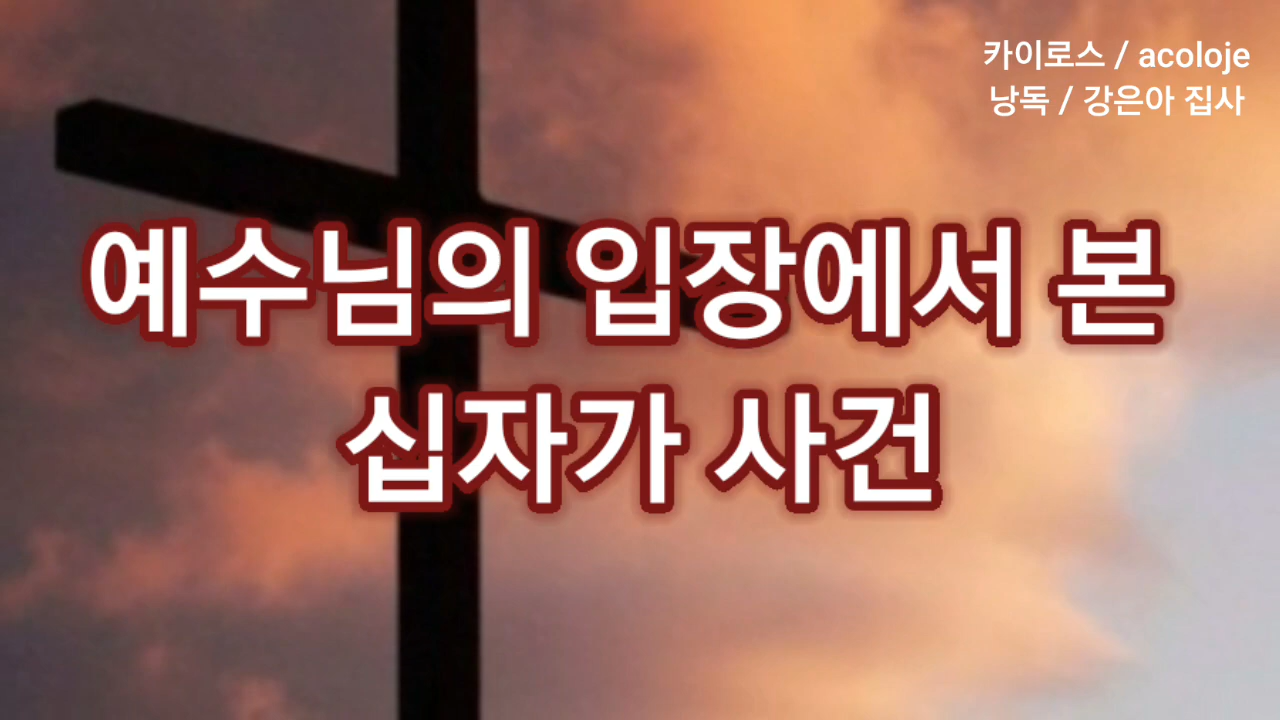 카이로스 / acoloje
낭독 / 강은아 집사
예수님의 입장에서 본
십자가 사건